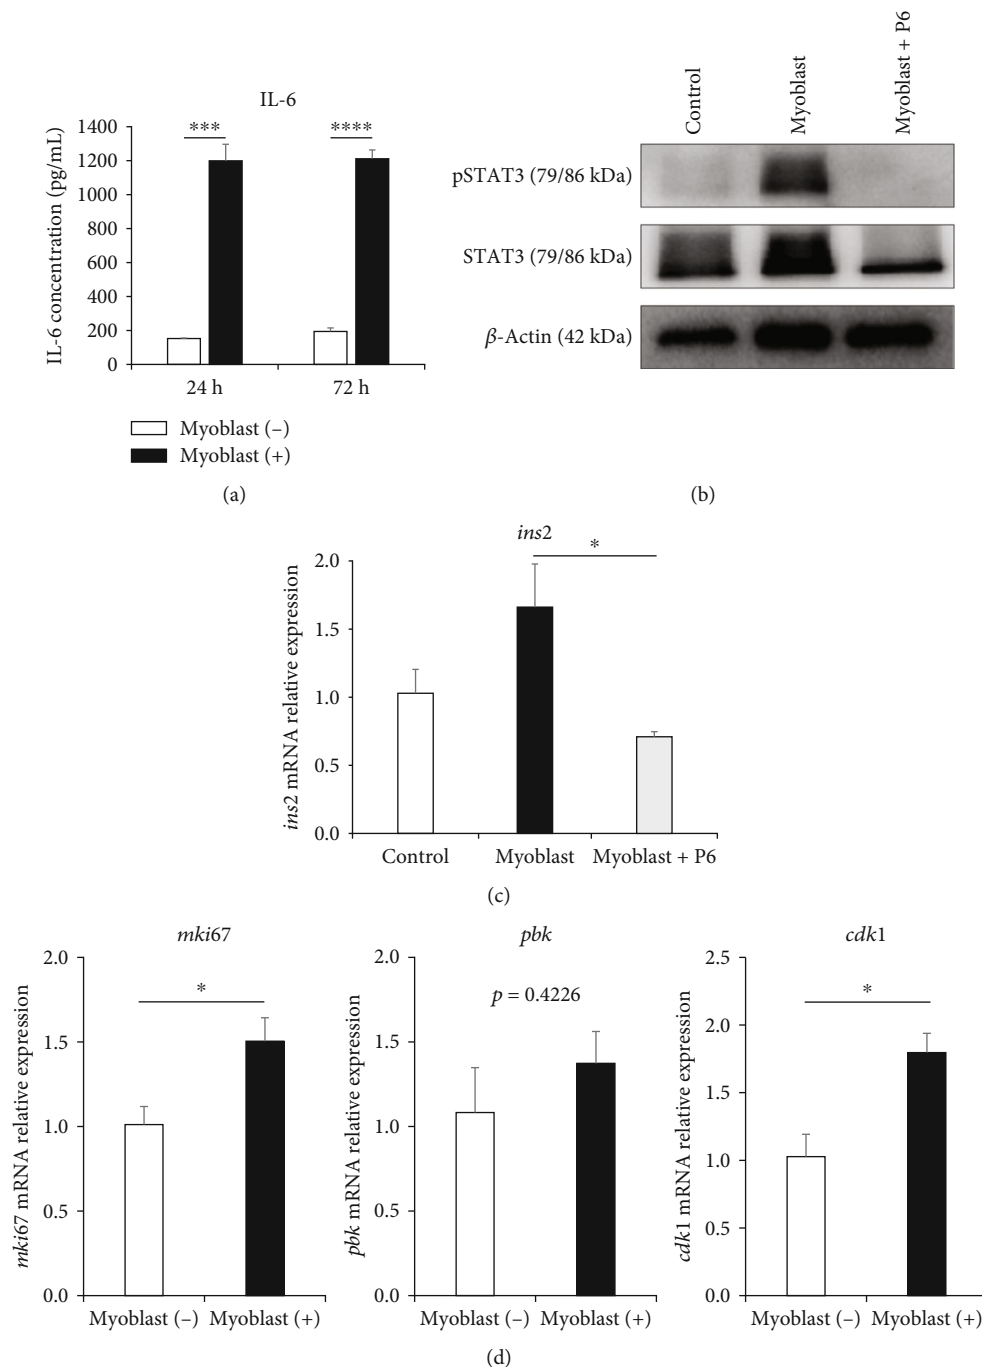 IL-6
IL-6 concentration (pg/mL)
1400
1200
1000
800
600
400
200
0
***
****
24 h
72 h
Myoblast (–)
Myoblast (+)
(a)
Control
Myoblast
Myoblast + P6
pSTAT3 (79/86 kDa)
STAT3 (79/86 kDa)
β-Actin (42 kDa)
(b)
ins2
ins2 mRNA relative expression
2.0
1.5
1.0
0.5
0.0
*
Control
Myoblast
Myoblast + P6
(c)
mki67
mki67 mRNA relative expression
2.0
1.5
1.0
0.5
0.0
*
Myoblast (–)
Myoblast (+)
pbk
pbk mRNA relative expression
2.0
1.5
1.0
0.5
0.0
p = 0.4226
Myoblast (–)
Myoblast (+)
cdk1
cdk1 mRNA relative expression
2.5
2.0
1.5
1.0
0.5
0.0
*
Myoblast (–)
Myoblast (+)
(d)